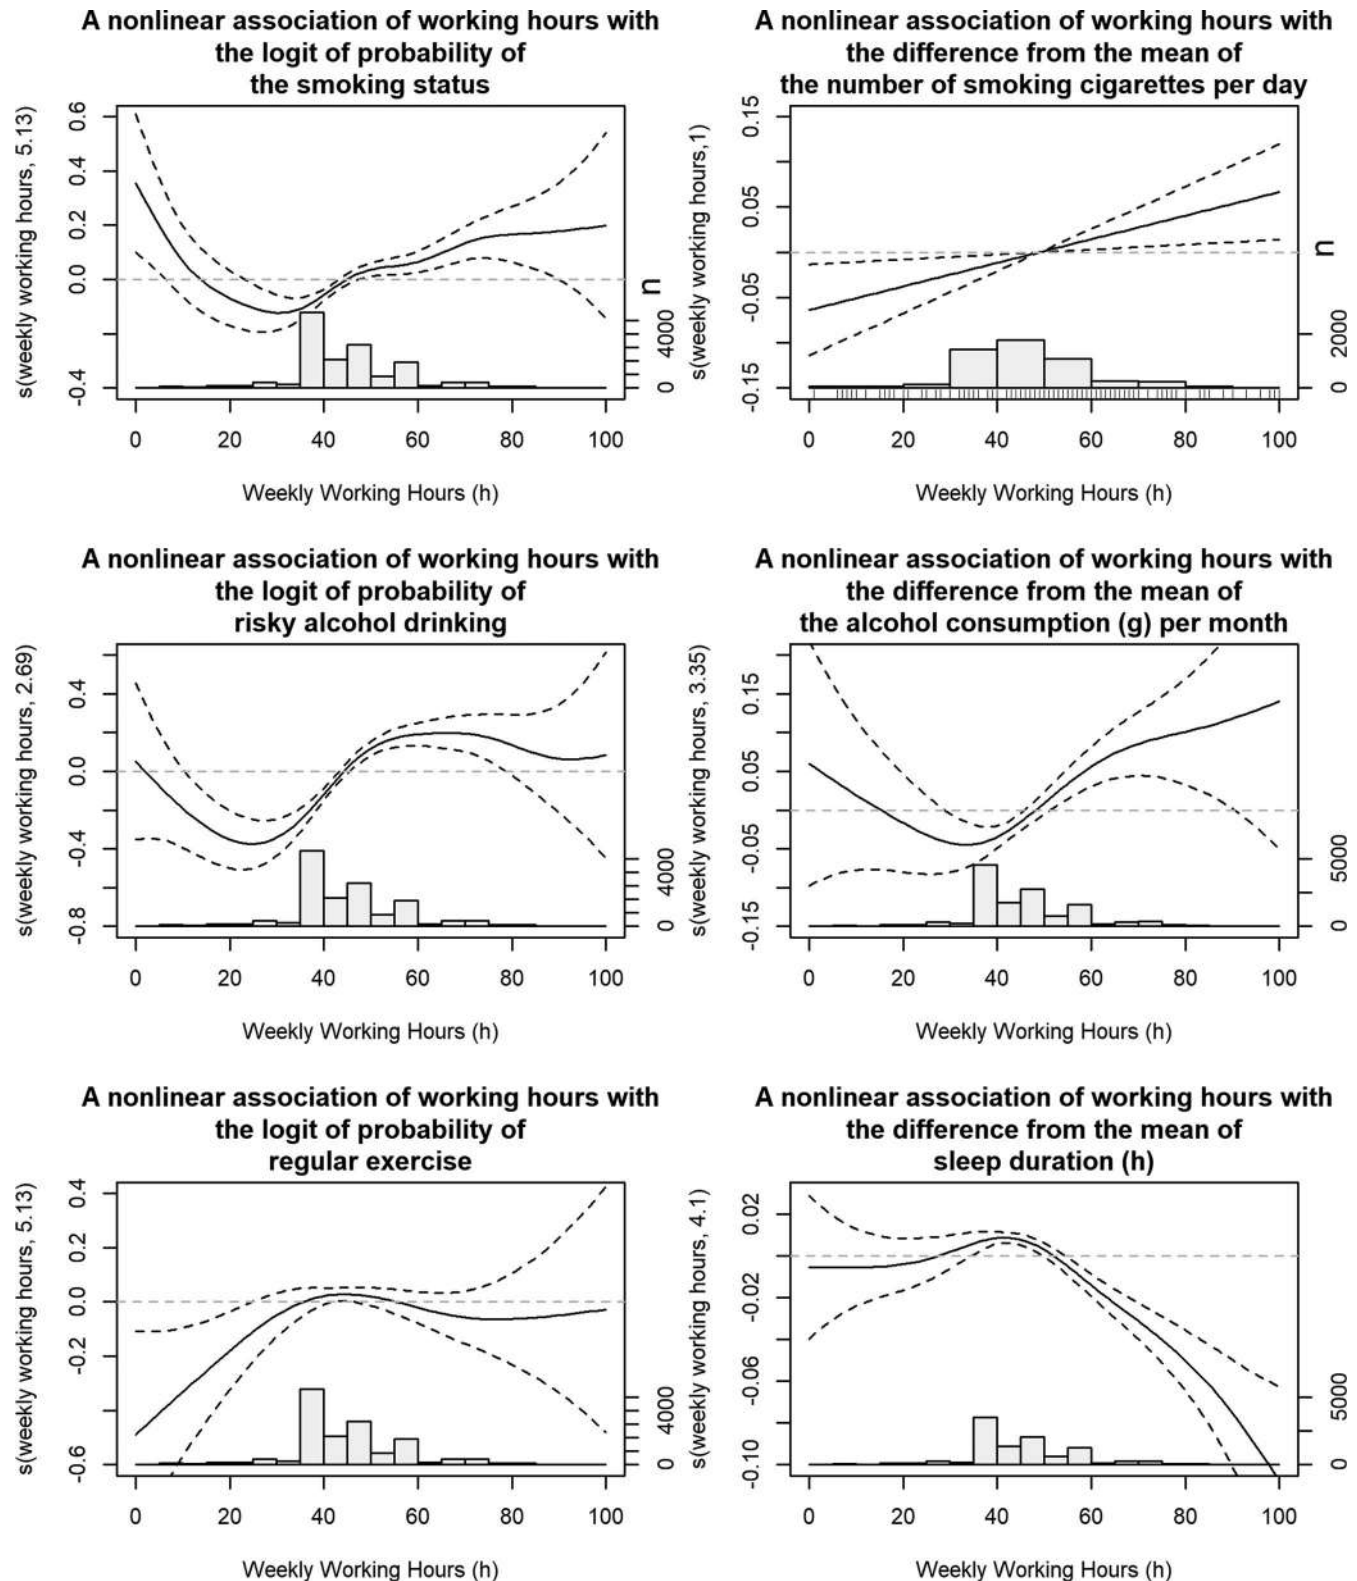 A nonlinear association of working hours with
the logit of probability of
the smoking status
s(weekly working hours, 5.13)
0.6
0.4
0.2
0.0
-0.4
n
4000
0
0 20 40 60 80 100
Weekly Working Hours (h)
A nonlinear association of working hours with
the difference from the mean of
the number of smoking cigarettes per day
s(weekly working hours,1)
0.15
0.05
-0.05
-0.15
n
2000
0
0 20 40 60 80 100
Weekly Working Hours (h)
A nonlinear association of working hours with
the logit of probability of
risky alcohol drinking
s(weekly working hours, 2.69)
0.4
0.0
-0.4
-0.8
4000
0
0 20 40 60 80 100
Weekly Working Hours (h)
A nonlinear association of working hours with
the difference from the mean of
the alcohol consumption (g) per month
s(weekly working hours, 3.35)
0.15
0.05
-0.05
-0.15
5000
0
0 20 40 60 80 100
Weekly Working Hours (h)
A nonlinear association of working hours with
the logit of probability of
regular exercise
s(weekly working hours, 5.13)
0.4
0.2
0.0
-0.2
-0.6
4000
0
0 20 40 60 80 100
Weekly Working Hours (h)
A nonlinear association of working hours with
the difference from the mean of
sleep duration (h)
s(weekly working hours, 4.1)
0.02
-0.02
-0.06
-0.10
5000
0
0 20 40 60 80 100
Weekly Working Hours (h)